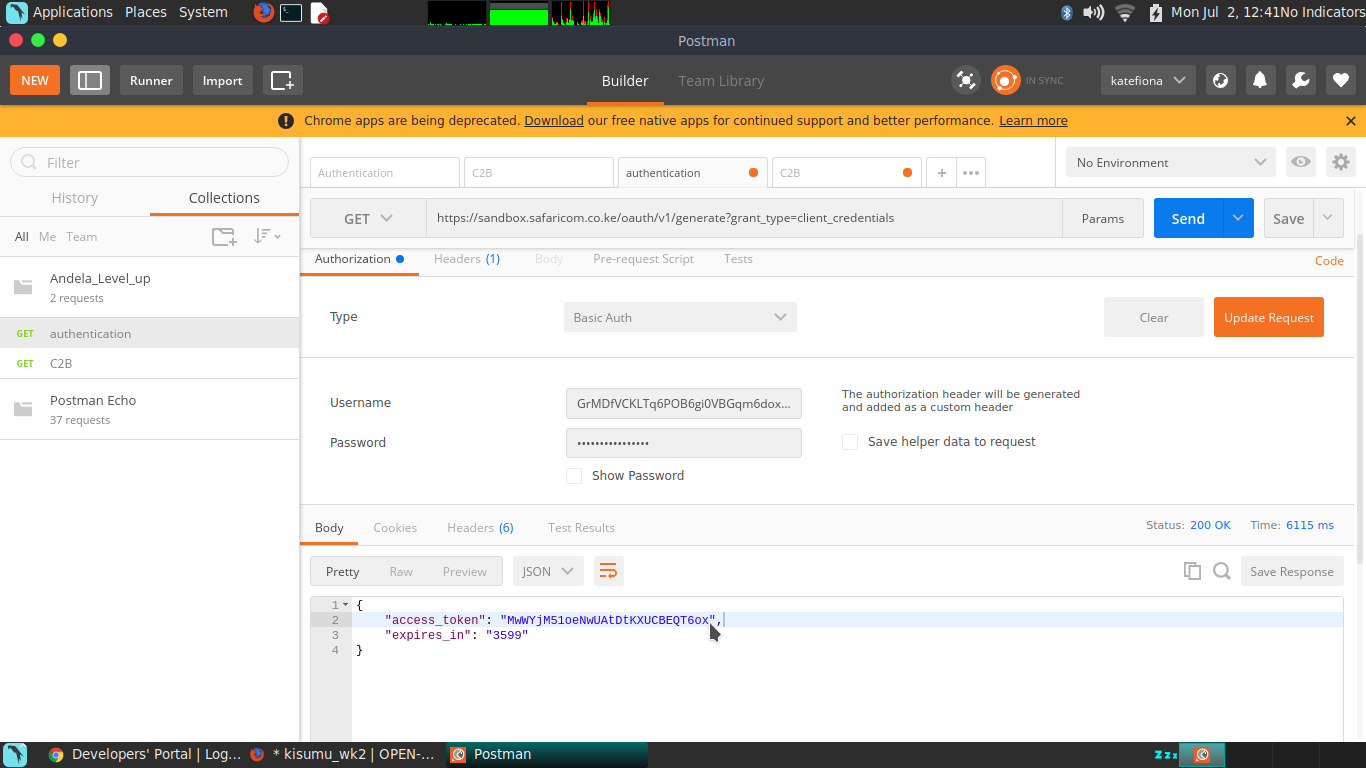 Applications Places System
Mon Jul 2, 12:41No Indicators
Postman
NEW
Runner
Import
Builder
Team Library
IN SYNC
katefiona
Chrome apps are being deprecated. Download our free native apps for continued support and better performance. Learn more
Filter
History
Collections
All Me Team
Andela_Level_up
2 requests
GET authentication
GET C2B
Postman Echo
37 requests
Authentication
C2B
authentication
C2B
+
No Environment
GET
https://sandbox.safaricom.co.ke/oauth/v1/generate?grant_type=client_credentials
Params
Send
Save
Authorization
Headers (1)
Body
Pre-request Script
Tests
Code
Type
Basic Auth
Clear
Update Request
Username
GrMDfVCKLTq6POB6gi0VBGqm6dox...
The authorization header will be generated
and added as a custom header
Password
••••••••••••••••
Save helper data to request
Show Password
Body
Cookies
Headers (6)
Test Results
Status: 200 OK
Time: 6115 ms
Pretty
Raw
Preview
JSON
Save Response
1 {
2 "access_token": "MwWYjM51oeNwUAtDtKXUCBEQT6ox",
3 "expires_in": "3599"
4 }
Developers' Portal | Log...
* kisumu_wk2 | OPEN-...
Postman
Zzz